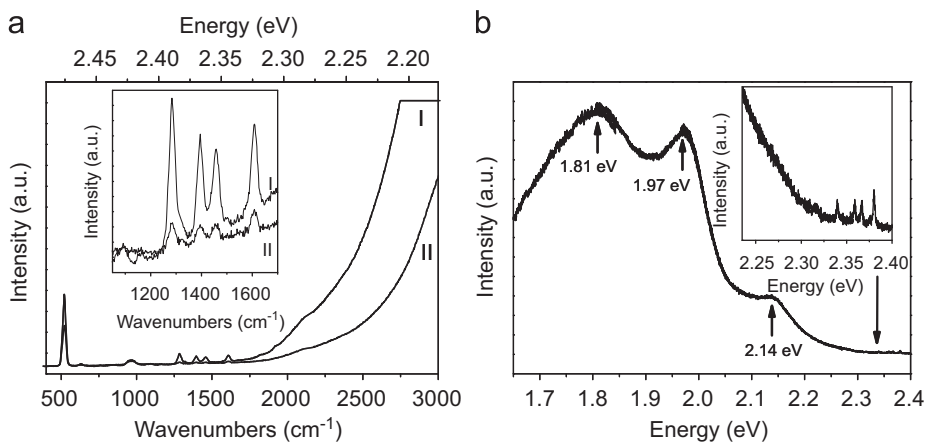 a
Energy (eV)
2.45 2.40 2.35 2.30 2.25 2.20
Intensity (a.u.)
I
II
Intensity (a.u.)
I
II
1200 1400 1600
Wavenumbers (cm-1)
500 1000 1500 2000 2500 3000
Wavenumbers (cm-1)
b
Intensity (a.u.)
1.81 eV
1.97 eV
2.14 eV
Intensity (a.u.)
2.25 2.30 2.35 2.40
Energy (eV)
1.7 1.8 1.9 2.0 2.1 2.2 2.3 2.4
Energy (eV)